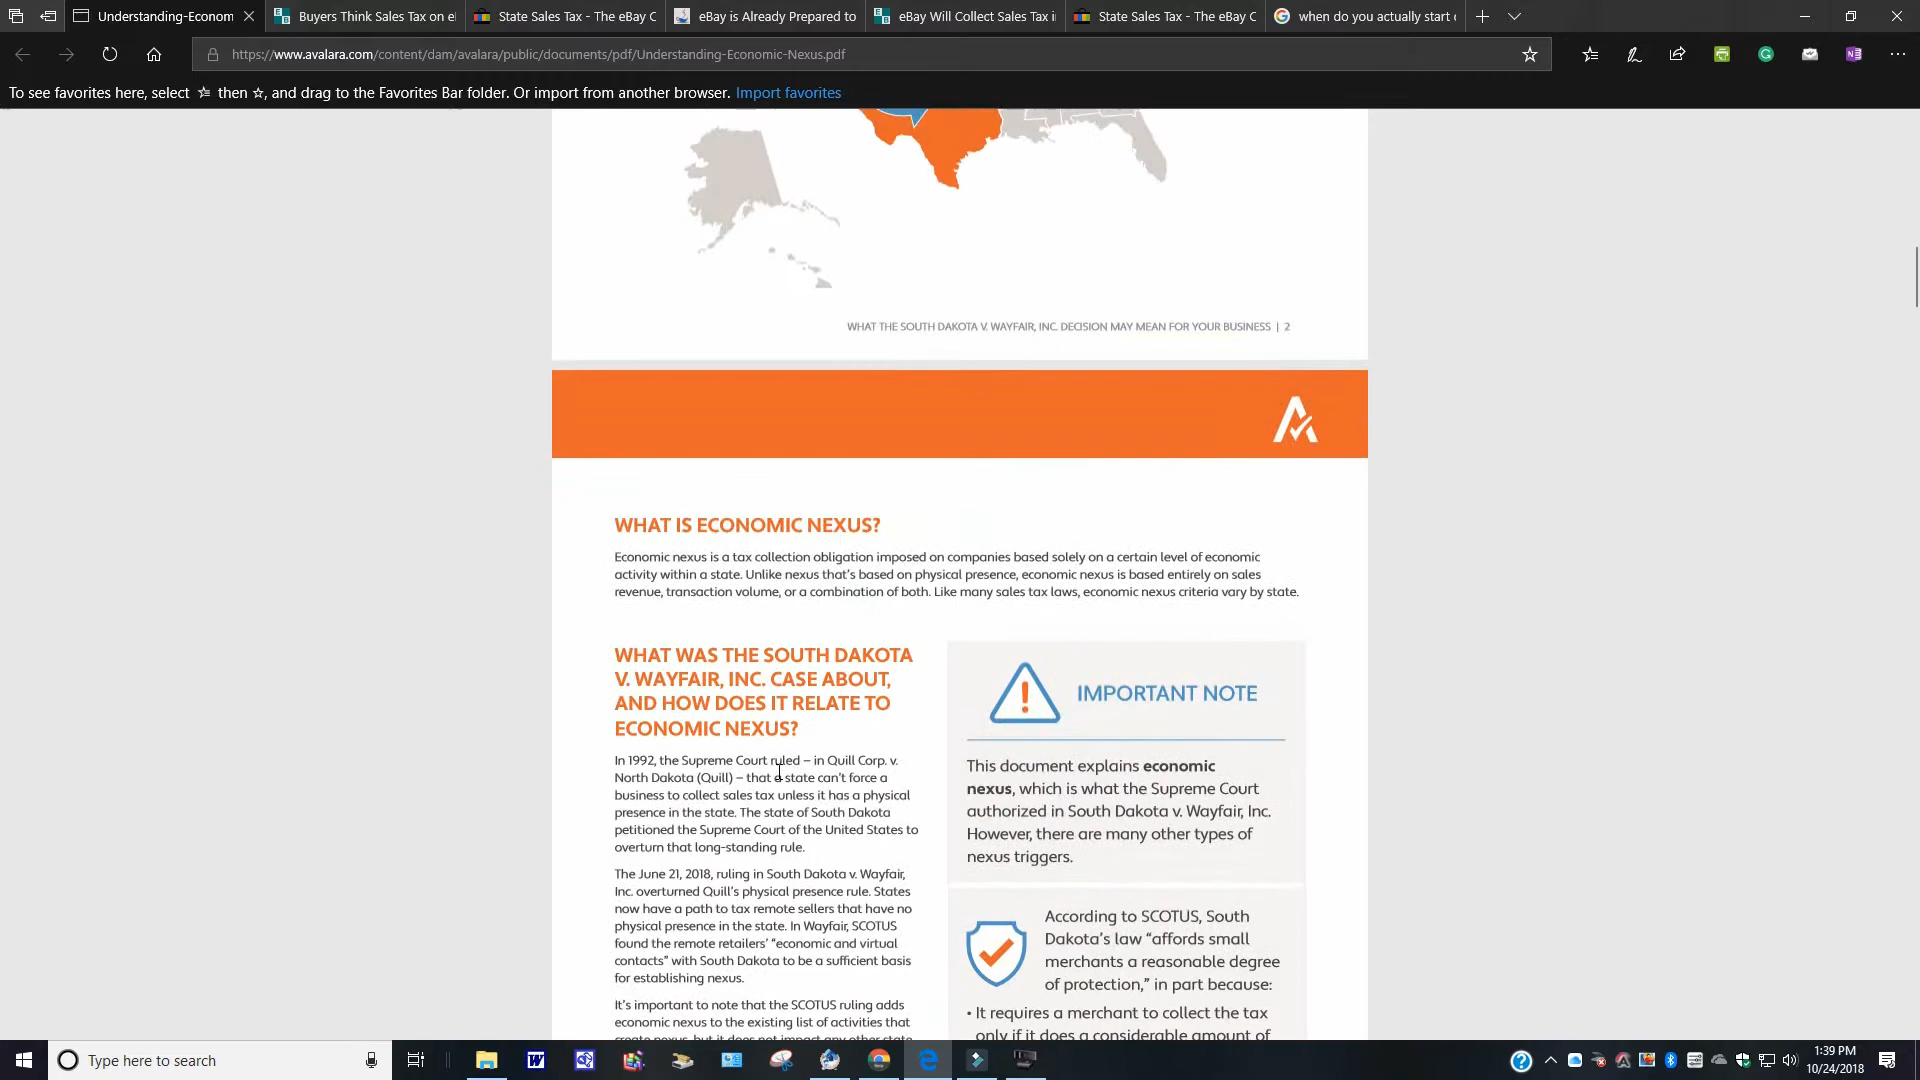 Understanding-Econom
Buyers Think Sales Tax on e
State Sales Tax - The eBay C
eBay is Already Prepared to
eBay Will Collect Sales Tax i
State Sales Tax - The eBay C
when do you actually start
https://www.avalara.com/content/dam/avalara/public/documents/pdf/Understanding-Economic-Nexus.pdf
To see favorites here, select then , and drag to the Favorites Bar folder. Or import from another browser. Import favorites
WHAT THE SOUTH DAKOTA V. WAYFAIR, INC. DECISION MAY MEAN FOR YOUR BUSINESS | 2
WHAT IS ECONOMIC NEXUS?
Economic nexus is a tax collection obligation imposed on companies based solely on a certain level of economic
activity within a state. Unlike nexus that's based on physical presence, economic nexus is based entirely on sales
revenue, transaction volume, or a combination of both. Like many sales tax laws, economic nexus criteria vary by state.
WHAT WAS THE SOUTH DAKOTA
V. WAYFAIR, INC. CASE ABOUT,
AND HOW DOES IT RELATE TO
ECONOMIC NEXUS?
In 1992, the Supreme Court ruled – in Quill Corp. v.
North Dakota (Quill) – that a state can't force a
business to collect sales tax unless it has a physical
presence in the state. The state of South Dakota
petitioned the Supreme Court of the United States to
overturn that long-standing rule.
The June 21, 2018, ruling in South Dakota v. Wayfair,
Inc. overturned Quill's physical presence rule. States
now have a path to tax remote sellers that have no
physical presence in the state. In Wayfair, SCOTUS
found the remote retailers' "economic and virtual
contacts" with South Dakota to be a sufficient basis
for establishing nexus.
It's important to note that the SCOTUS ruling adds
economic nexus to the existing list of activities that
create nexus, but it does not impact any other state
IMPORTANT NOTE
This document explains economic
nexus, which is what the Supreme Court
authorized in South Dakota v. Wayfair, Inc.
However, there are many other types of
nexus triggers.
According to SCOTUS, South
Dakota's law "affords small
merchants a reasonable degree
of protection," in part because:
• It requires a merchant to collect the tax
only if it does a considerable amount of
Type here to search
1:39 PM
10/24/2018